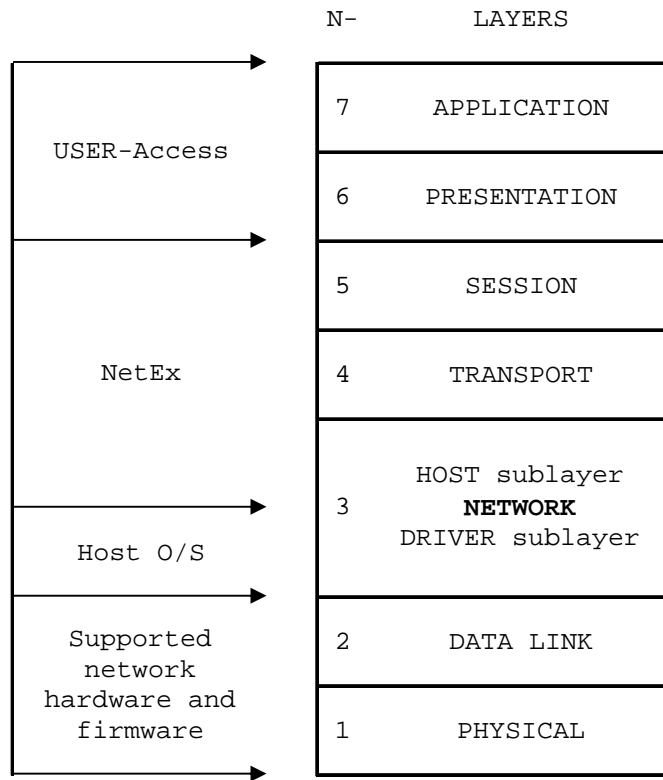 N- LAYERS
7 APPLICATION
USER-Access
6 PRESENTATION
5 SESSION
NetEx
4 TRANSPORT
HOST sublayer
3 NETWORK
DRIVER sublayer
Host O/S
Supported
network
hardware and
firmware
2 DATA LINK
1 PHYSICAL